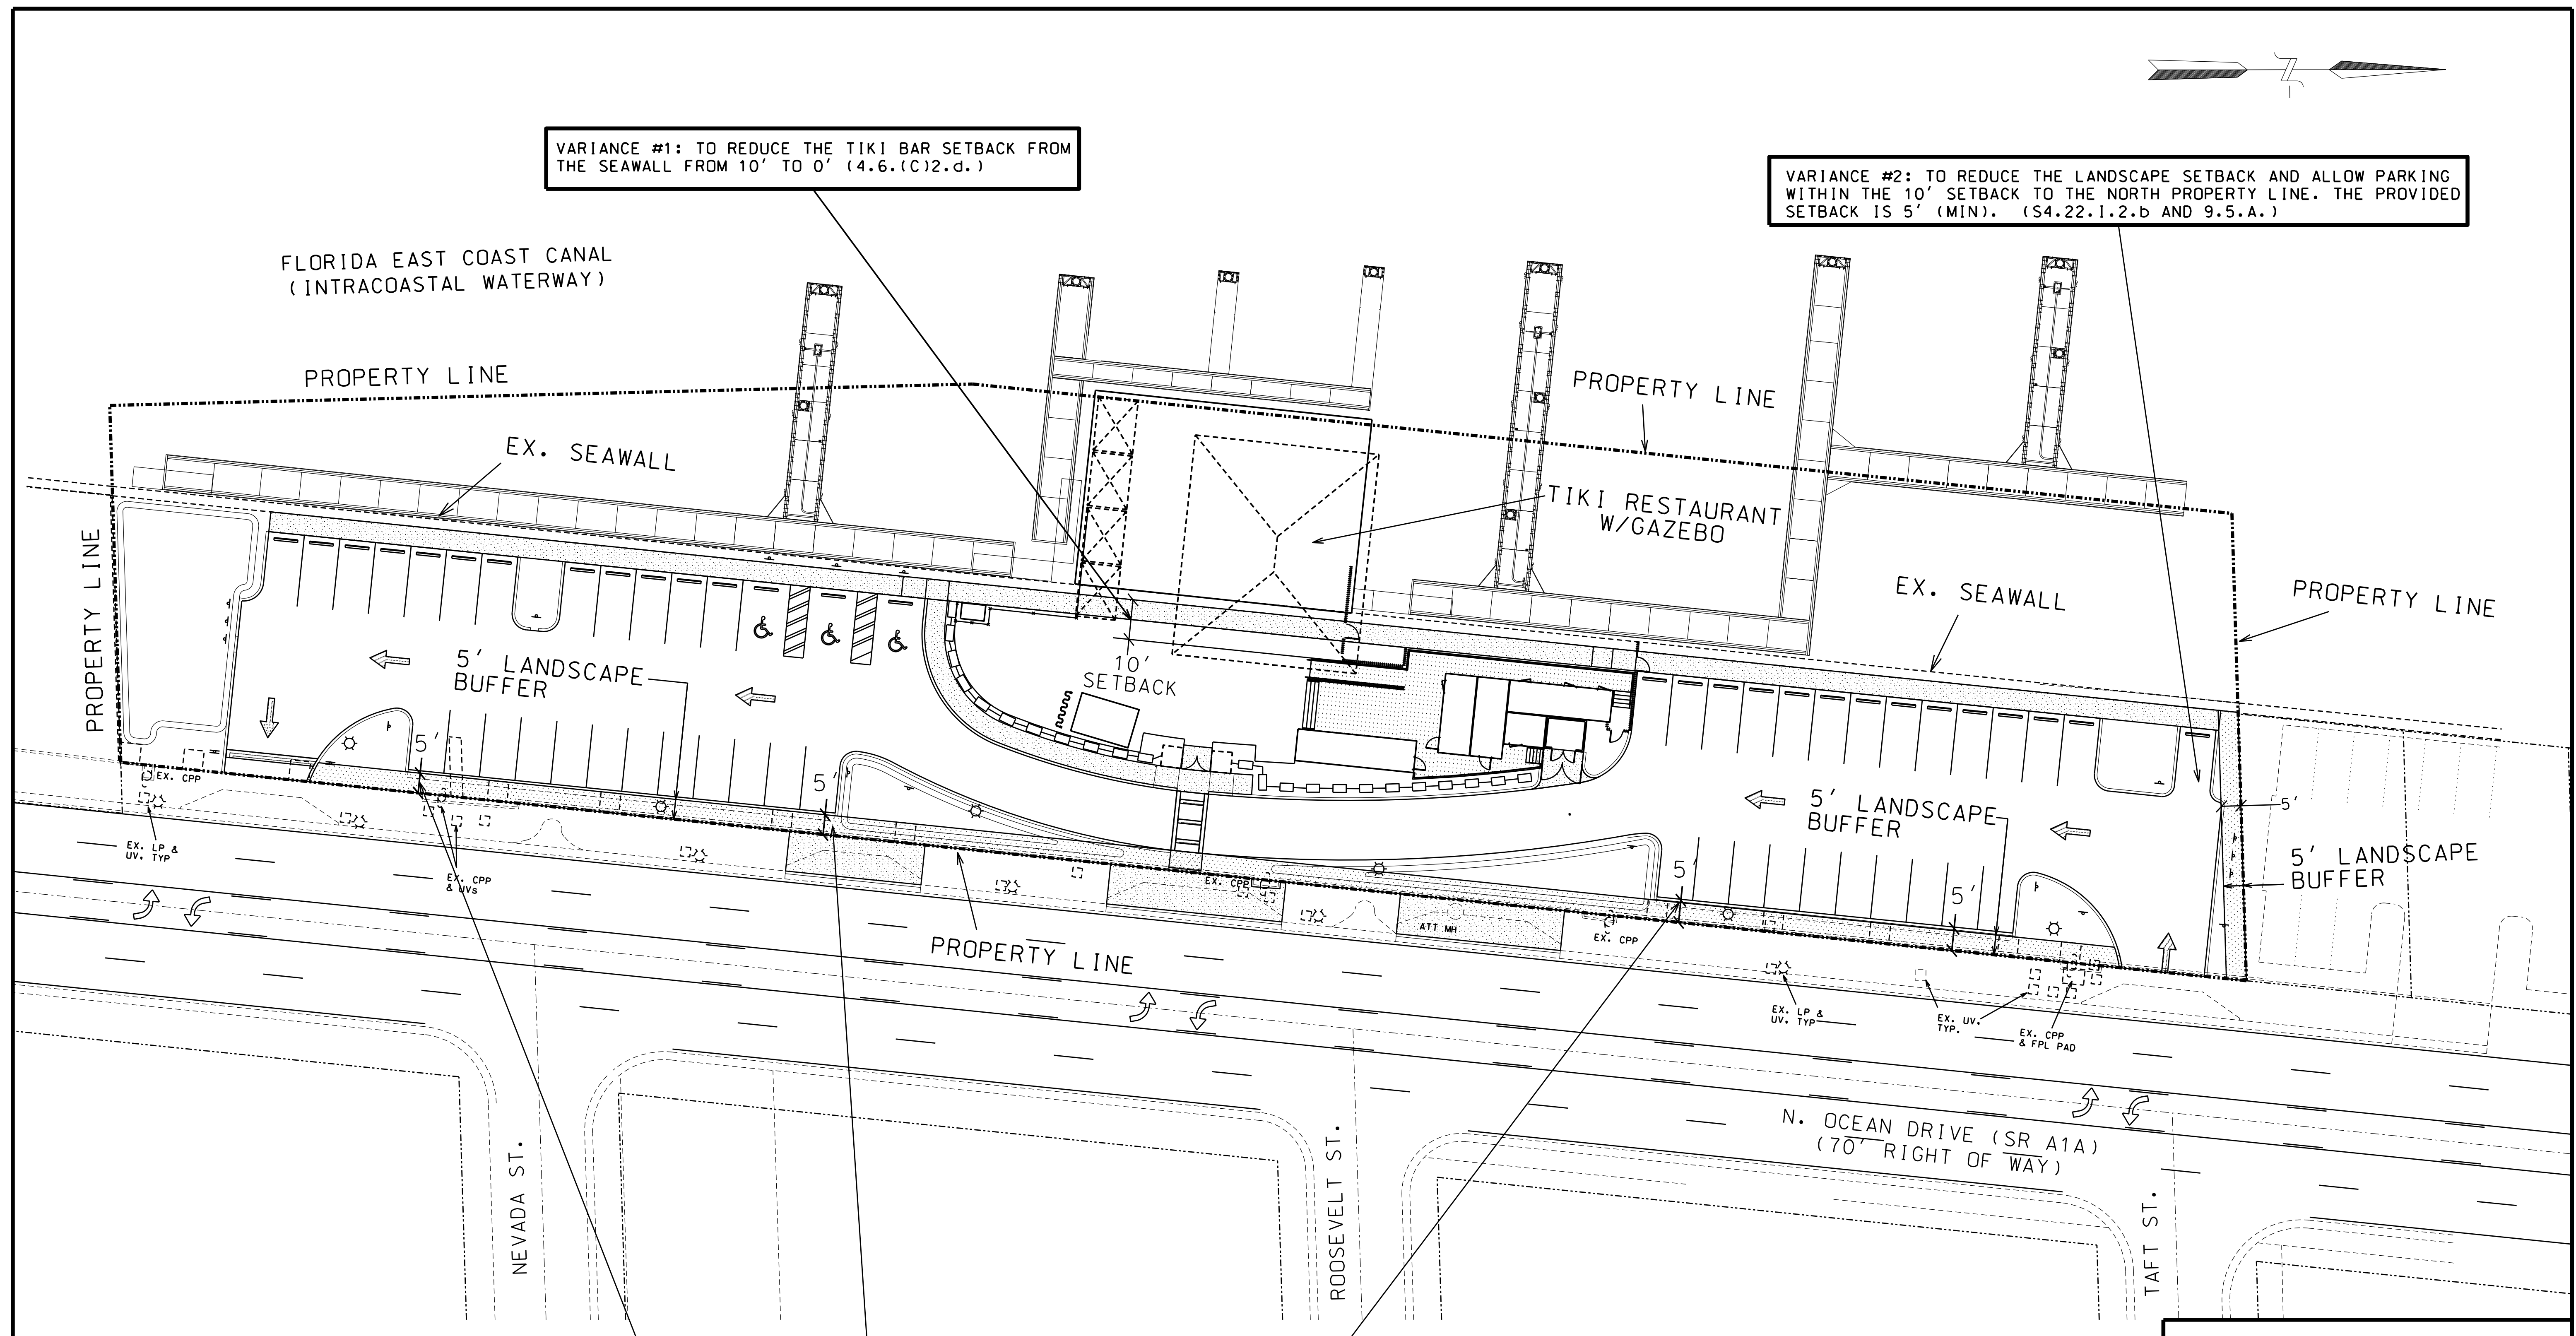 VARIANCE #1: TO REDUCE THE TIKI BAR SETBACK FROM
THE SEAWALL FROM 10' TO 0' (4.6.(C)2.d.)
VARIANCE #2: TO REDUCE THE LANDSCAPE SETBACK AND ALLOW PARKING
WITHIN THE 10' SETBACK TO THE NORTH PROPERTY LINE. THE PROVIDED
SETBACK IS 5' (MIN). (S4.22.I.2.b AND 9.5.A.)
FLORIDA EAST COAST CANAL
(INTRACOASTAL WATERWAY)
PROPERTY LINE
PROPERTY LINE
EX. SEAWALL
TIKI RESTAURANT
W/GAZEBO
EX. SEAWALL
PROPERTY LINE
PROPERTY LINE
5' LANDSCAPE
BUFFER
10'
SETBACK
5'
5'
5' LANDSCAPE
BUFFER
5'
5' LANDSCAPE
BUFFER
5'
5'
EX. CPP
EX. LP &
UV. TYP
EX. CPP
& UVs
EX. CPP
ATT MH
EX. CPP
PROPERTY LINE
EX. LP &
UV. TYP
EX. UV.
TYP.
EX. CPP
& FPL PAD
N. OCEAN DRIVE (SR A1A)
(70' RIGHT OF WAY)
NEVADA ST.
ROOSEVELT ST.
TAFT ST.